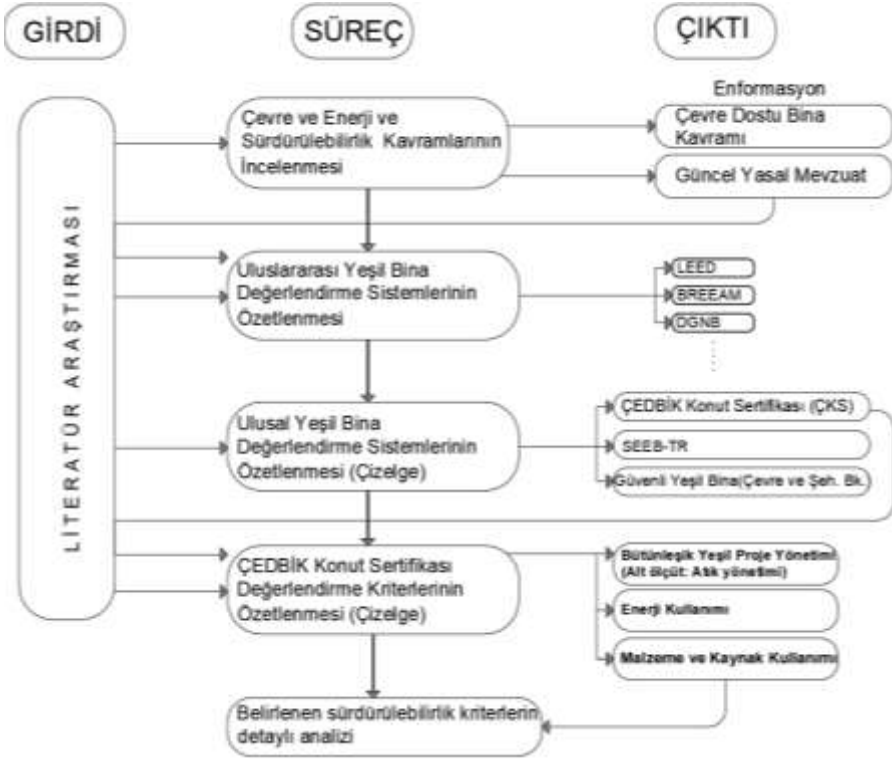 GİRDİ
SÜREÇ
ÇIKTI
LİTERATÜR ARAŞTIRMASI
Çevre ve Enerji ve
Sürdürülebilirlik Kavramlarının
İncelenmesi
Enformasyon
Çevre Dostu Bina
Kavramı
Güncel Yasal Mevzuat
Uluslararası Yeşil Bina
Değerlendirme Sistemlerinin
Özetlenmesi
LEED
BREEAM
DGNB
Ulusal Yeşil Bina
Değerlendirme Sistemlerinin
Özetlenmesi (Çizelge)
ÇEDBİK Konut Sertifikası (ÇKS)
SEEB-TR
Güvenli Yeşil Bina(Çevre ve Şeh. Bk.
ÇEDBİK Konut Sertifikası
Değerlendirme Kriterlerinin
Özetlenmesi (Çizelge)
Bütünleşik Yeşil Proje Yönetimi
(Alt ölçüt: Atık yönetimi)
Enerji Kullanımı
Malzeme ve Kaynak Kullanımı
Belirlenen sürdürülebilirlik kriterlerin
detaylı analizi